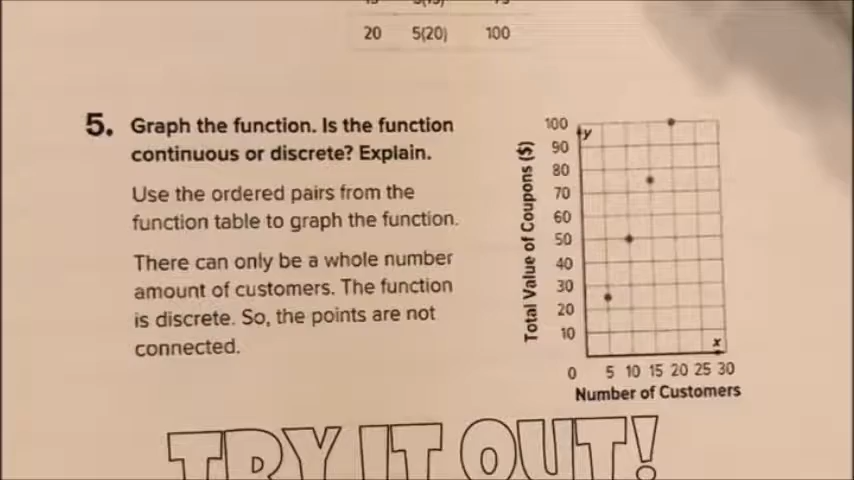 20 5(20) 100
5. Graph the function. Is the function
continuous or discrete? Explain.
Use the ordered pairs from the
function table to graph the function.
There can only be a whole number
amount of customers. The function
is discrete. So, the points are not
connected.
Total Value of Coupons ($)
100
90
80
70
60
50
40
30
20
10
y
x
0 5 10 15 20 25 30
Number of Customers
TRY IT OUT!